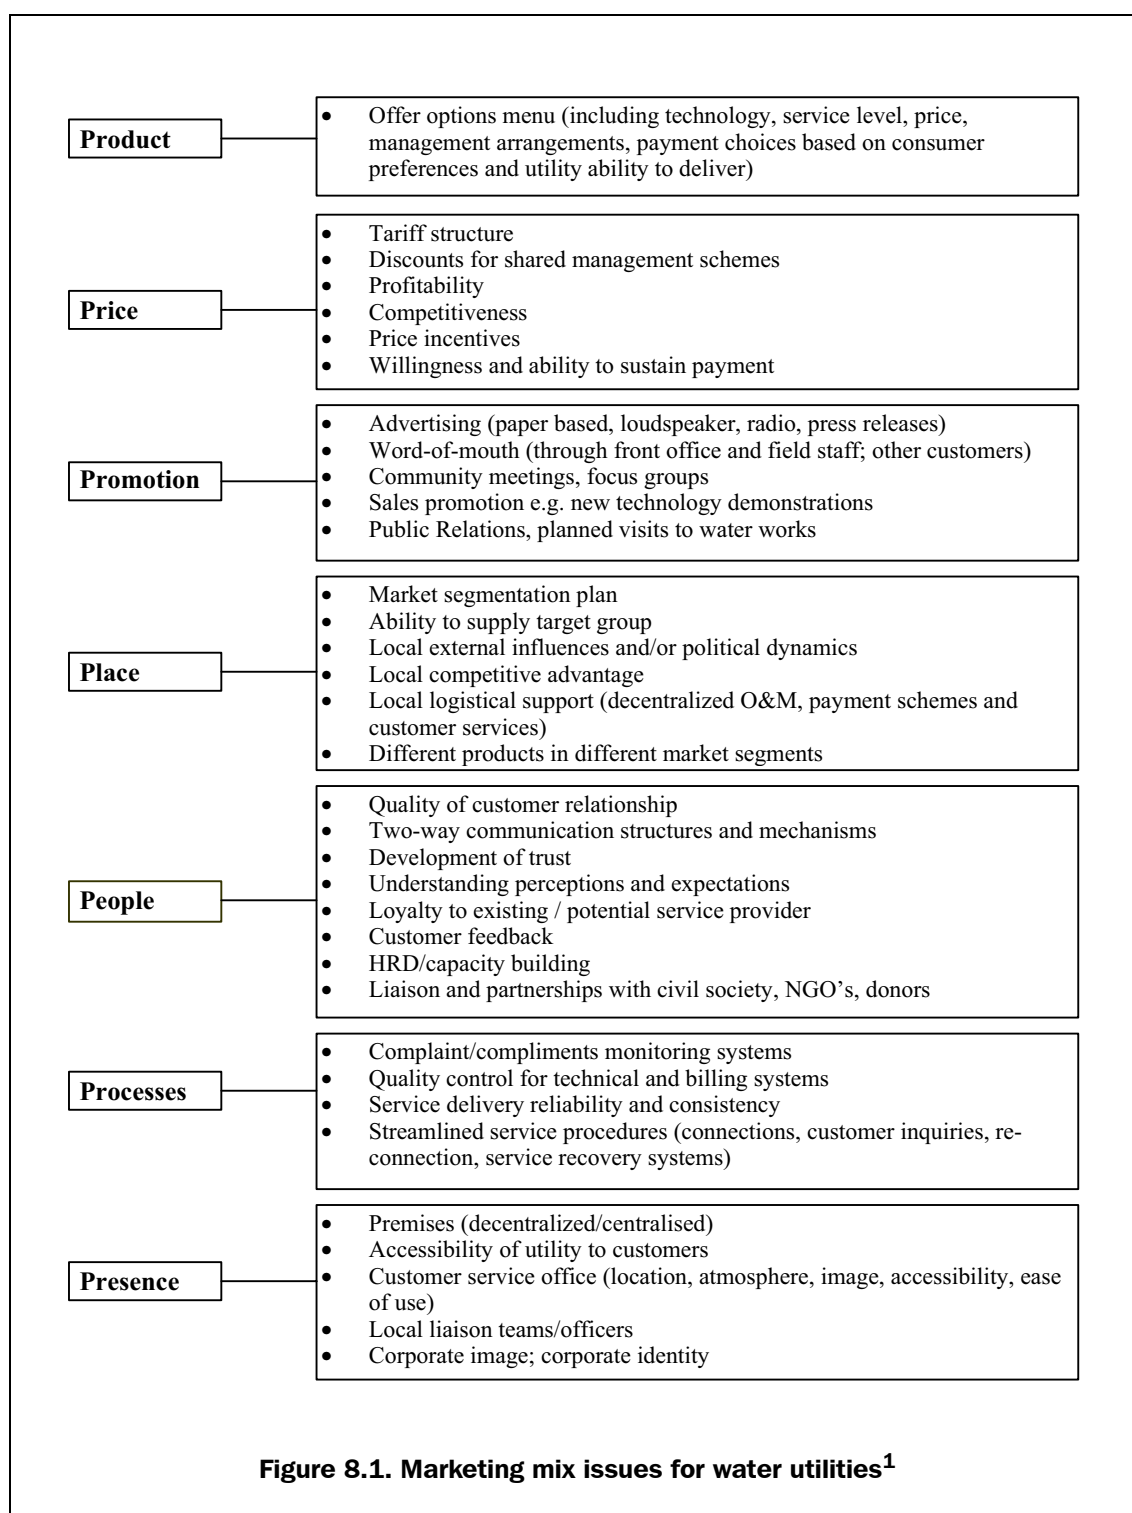 Product
• Offer options menu (including technology, service level, price,
management arrangements, payment choices based on consumer
preferences and utility ability to deliver)
Price
• Tariff structure
• Discounts for shared management schemes
• Profitability
• Competitiveness
• Price incentives
• Willingness and ability to sustain payment
Promotion
• Advertising (paper based, loudspeaker, radio, press releases)
• Word-of-mouth (through front office and field staff; other customers)
• Community meetings, focus groups
• Sales promotion e.g. new technology demonstrations
• Public Relations, planned visits to water works
Place
• Market segmentation plan
• Ability to supply target group
• Local external influences and/or political dynamics
• Local competitive advantage
• Local logistical support (decentralized O&M, payment schemes and
customer services)
• Different products in different market segments
People
• Quality of customer relationship
• Two-way communication structures and mechanisms
• Development of trust
• Understanding perceptions and expectations
• Loyalty to existing / potential service provider
• Customer feedback
• HRD/capacity building
• Liaison and partnerships with civil society, NGO’s, donors
Processes
• Complaint/compliments monitoring systems
• Quality control for technical and billing systems
• Service delivery reliability and consistency
• Streamlined service procedures (connections, customer inquiries, re-
connection, service recovery systems)
Presence
• Premises (decentralized/centralised)
• Accessibility of utility to customers
• Customer service office (location, atmosphere, image, accessibility, ease
of use)
• Local liaison teams/officers
• Corporate image; corporate identity
Figure 8.1. Marketing mix issues for water utilities¹